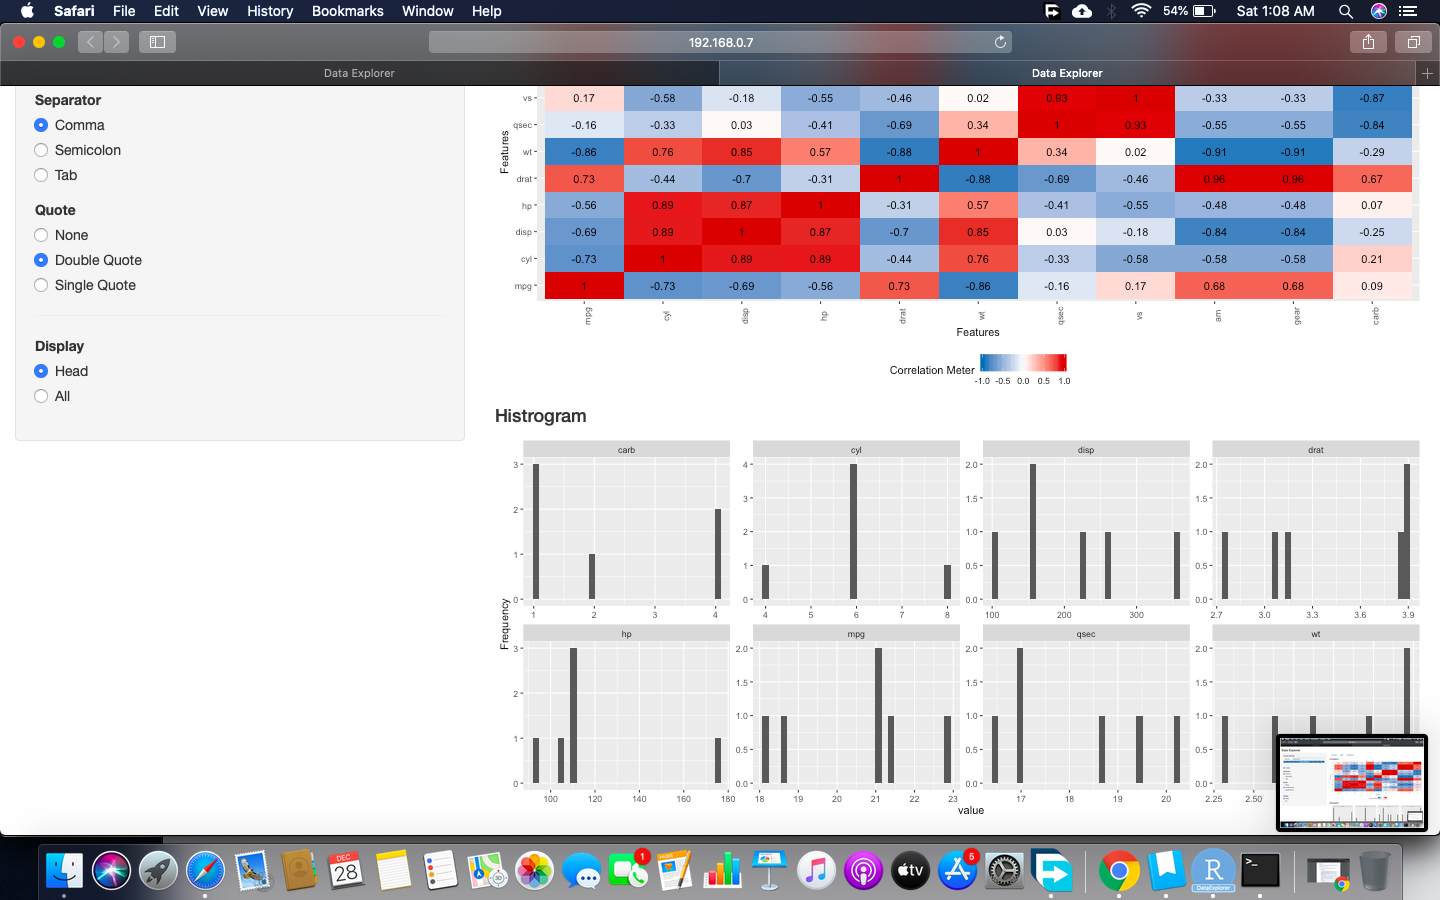 Safari File Edit View History Bookmarks Window Help 54% Sat 1:08 AM
192.168.0.7
Data Explorer Data Explorer
Separator
Comma
Semicolon
Tab
Quote
None
Double Quote
Single Quote
Display
Head
All
Features
vs 0.17 -0.58 -0.18 -0.55 -0.46 0.02 0.93 1 -0.33 -0.33 -0.87
qsec -0.16 -0.33 0.03 -0.41 -0.69 0.34 1 0.93 -0.55 -0.55 -0.84
wt -0.86 0.76 0.85 0.57 -0.88 1 0.34 0.02 -0.91 -0.91 -0.29
drat 0.73 -0.44 -0.7 -0.31 1 -0.88 -0.69 -0.46 0.96 0.96 0.67
hp -0.56 0.89 0.87 1 -0.31 0.57 -0.41 -0.55 -0.48 -0.48 0.07
disp -0.69 0.89 1 0.87 -0.7 0.85 0.03 -0.18 -0.84 -0.84 -0.25
cyl -0.73 1 0.89 0.89 -0.44 0.76 -0.33 -0.58 -0.58 -0.58 0.21
mpg 1 -0.73 -0.69 -0.56 0.73 -0.86 -0.16 0.17 0.68 0.68 0.09
mpg cyl disp hp drat wt qsec vs am gear carb
Features
Correlation Meter
-1.0 -0.5 0.0 0.5 1.0
Histrogram
Frequency
carb
3
2
1
0
1 2 3 4
cyl
4
3
2
1
0
4 5 6 7 8
disp
2.0
1.5
1.0
0.5
0.0
100 200 300
drat
2.0
1.5
1.0
0.5
0.0
2.7 3.0 3.3 3.6 3.9
hp
3
2
1
0
100 120 140 160 180
mpg
2.0
1.5
1.0
0.5
0.0
18 19 20 21 22 23
qsec
2.0
1.5
1.0
0.5
0.0
17 18 19 20
wt
2.0
1.5
1.0
0.5
0.0
2.25 2.50
value
DEC
28
1
PAGES
3D
tv
5
R
DataExplorer
>_